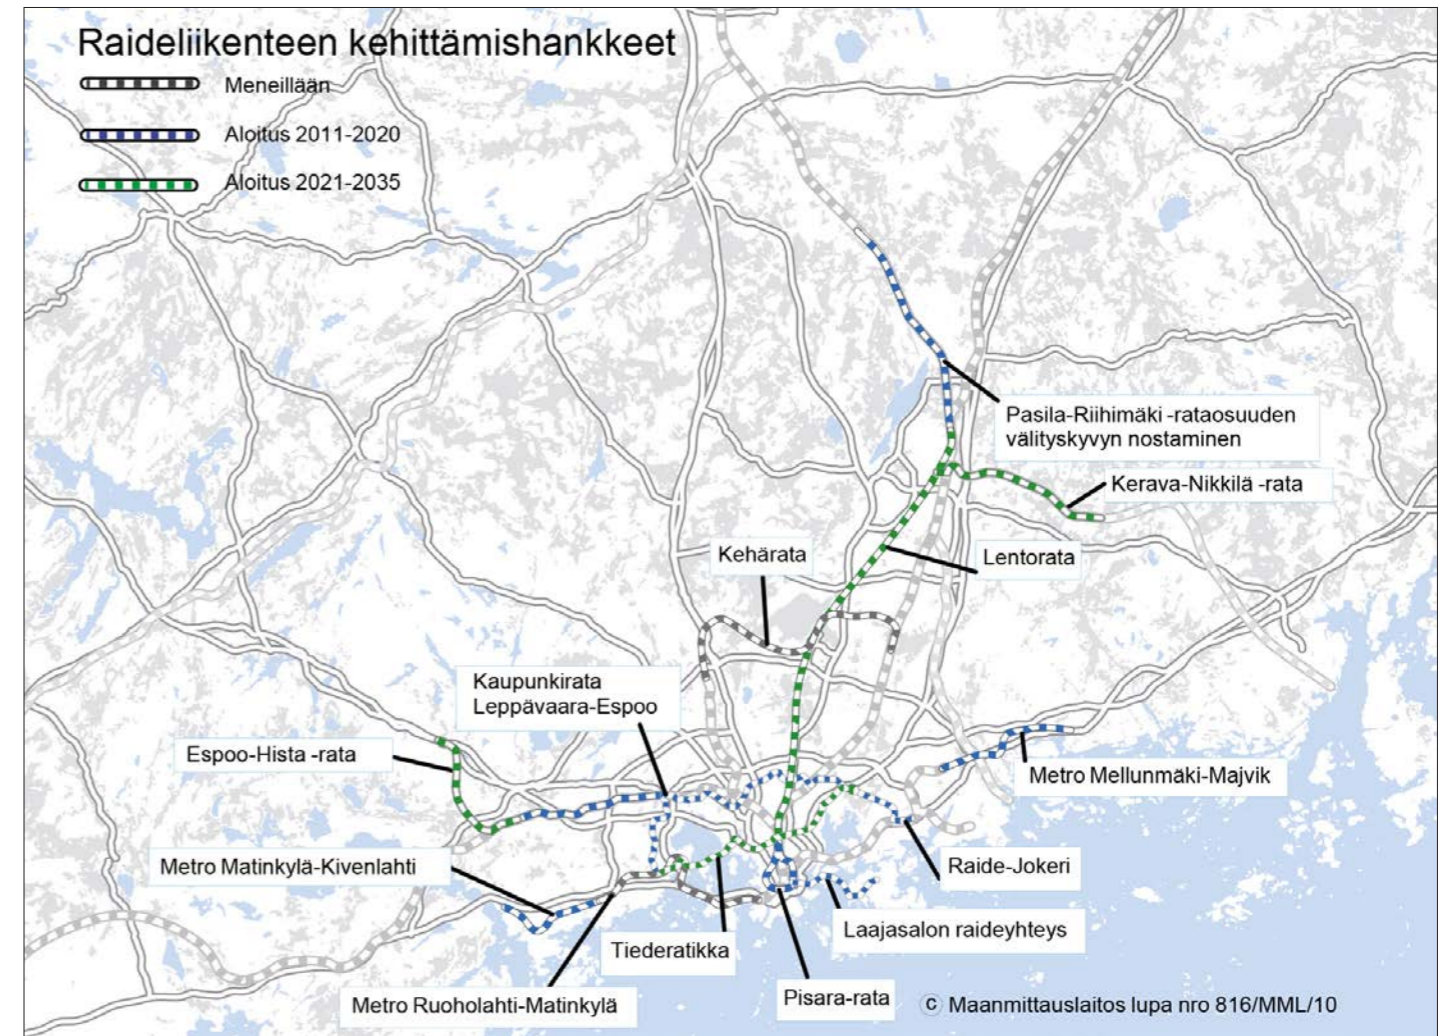 Raideliikenteen kehittämishankkeet
Meneillään
Aloitus 2011-2020
Aloitus 2021-2035
Pasila-Riihimäki -rataosuuden
välityskyvyn nostaminen
Kerava-Nikkilä -rata
Kehärata
Lentorata
Kaupunkirata
Leppävaara-Espoo
Espoo-Hista -rata
Metro Mellunmäki-Majvik
Metro Matinkylä-Kivenlahti
Raide-Jokeri
Laajasalon raideyhteys
Tiederatikka
Pisara-rata
Metro Ruoholahti-Matinkylä
© Maanmittauslaitos lupa nro 816/MML/10